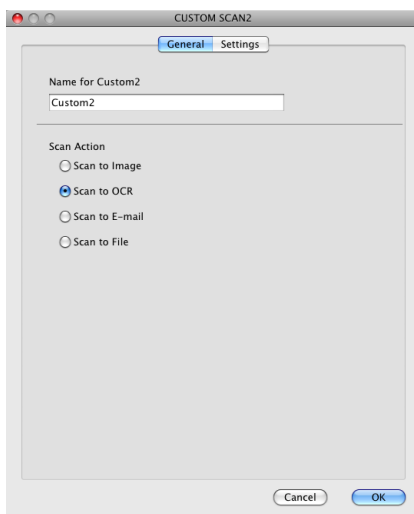 CUSTOM SCAN2
General Settings
Name for Custom2
Custom2
Scan Action
Scan to Image
Scan to OCR
Scan to E-mail
Scan to File
Cancel OK